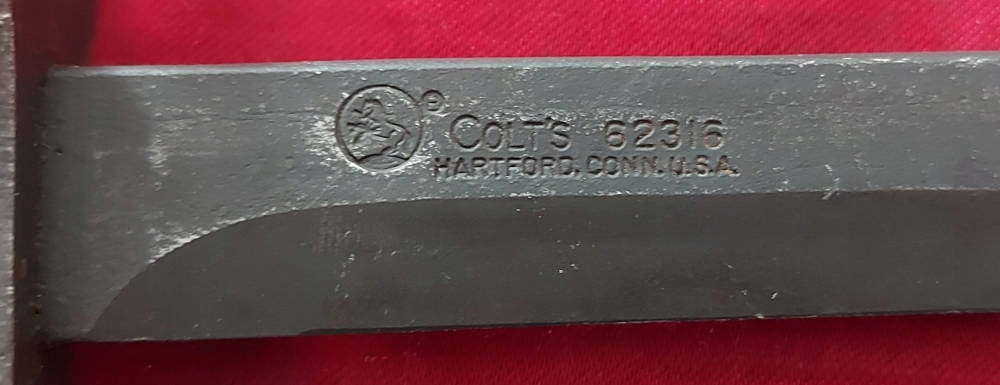 ® COLT'S 62316
HARTFORD, CONN. U.S.A.